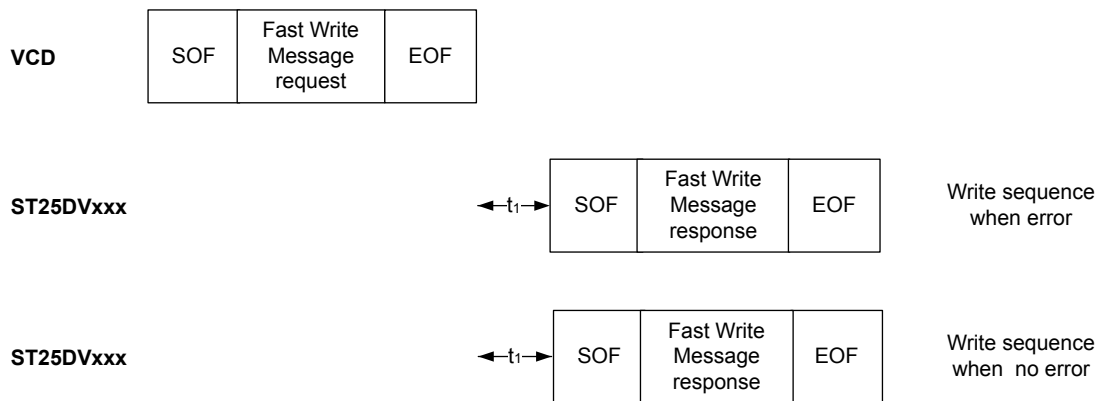 VCD
SOF
Fast Write
Message
request
EOF
ST25DVxxx
t1
SOF
Fast Write
Message
response
EOF
Write sequence
when error
ST25DVxxx
t1
SOF
Fast Write
Message
response
EOF
Write sequence
when no error